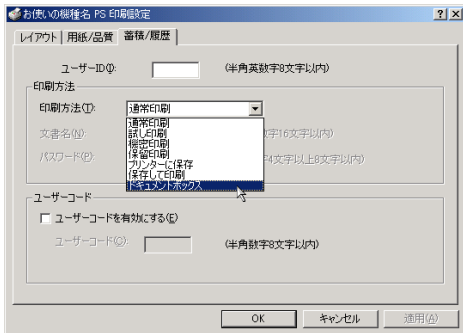 お使いの機種名 PS 印刷設定
レイアウト 用紙/品質 蓄積/履歴
ユーザーID(I): (半角英数字8文字以内)
印刷方法
印刷方法(T): 通常印刷
通常印刷
試し印刷
機密印刷
保留印刷
プリンターに保存
保存して印刷
ドキュメントボックス
文書名(N): 数字16文字以内)
パスワード(P): 4文字以上8文字以内)
ユーザーコード
ユーザーコードを有効にする(E)
ユーザーコード(C): (半角数字8文字以内)
OK キャンセル 適用(A)